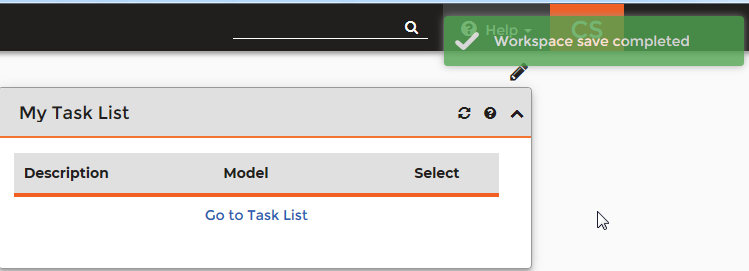 Help
CS
Workspace save completed
My Task List
Description Model Select
Go to Task List